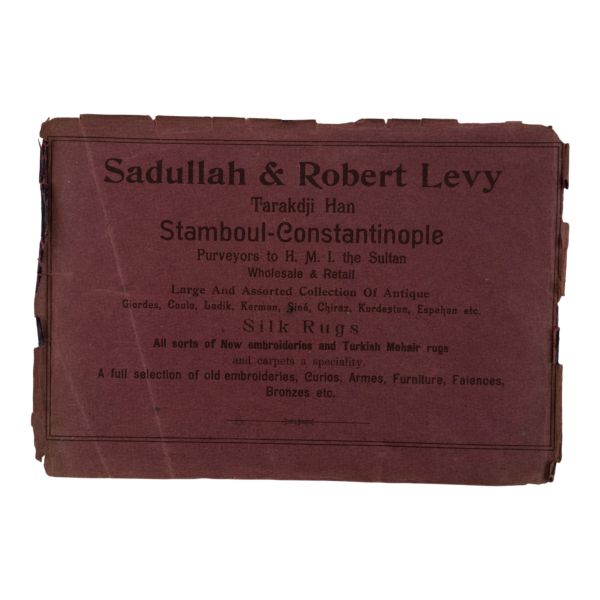 Sadullah & Robert Levy
Tarakdji Han
Stamboul-Constantinople
Purveyors to H. M. I. the Sultan
Wholesale & Retail
Large And Assorted Collection Of Antique
Giordes, Coula, Ladik, Kerman, Siné, Chiraz, Kurdestan, Espahan etc.
Silk Rugs
All sorts of New embroideries and Turkish Mohair rugs
and carpets a speciality.
A full selection of old embroideries, Curios, Armes, Furniture, Faiences,
Bronzes etc.